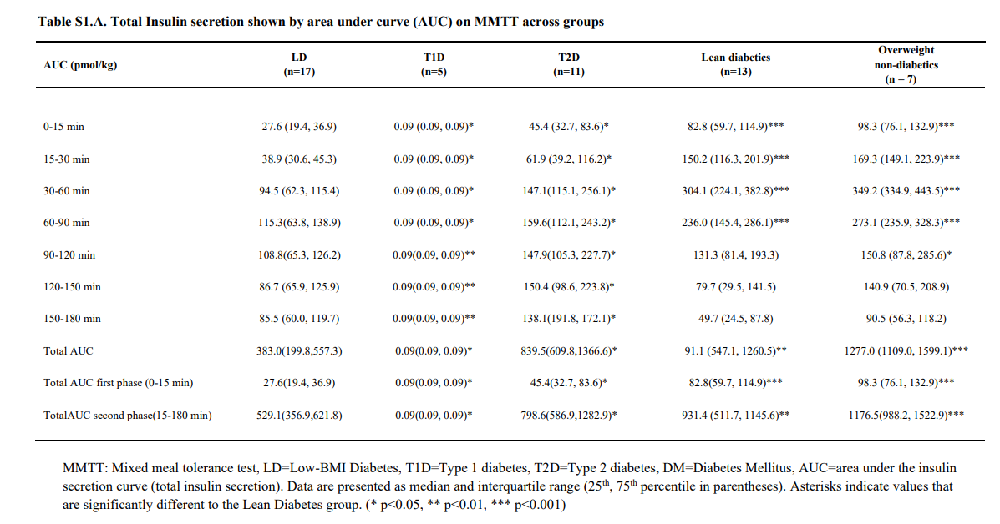 Table S1.A. Total Insulin secretion shown by area under curve (AUC) on MMTT across groups
AUC (pmol/kg) LD (n=17) T1D (n=5) T2D (n=11) Lean diabetics (n=13) Overweight non-diabetics (n = 7)
0-15 min 27.6 (19.4, 36.9) 0.09 (0.09, 0.09)* 45.4 (32.7, 83.6)* 82.8 (59.7, 114.9)*** 98.3 (76.1, 132.9)***
15-30 min 38.9 (30.6, 45.3) 0.09 (0.09, 0.09)* 61.9 (39.2, 116.2)* 150.2 (116.3, 201.9)*** 169.3 (149.1, 223.9)***
30-60 min 94.5 (62.3, 115.4) 0.09 (0.09, 0.09)* 147.1(115.1, 256.1)* 304.1 (224.1, 382.8)*** 349.2 (334.9, 443.5)***
60-90 min 115.3(63.8, 138.9) 0.09 (0.09, 0.09)* 159.6(112.1, 243.2)* 236.0 (145.4, 286.1)*** 273.1 (235.9, 328.3)***
90-120 min 108.8(65.3, 126.2) 0.09(0.09, 0.09)** 147.9(105.3, 227.7)* 131.3 (81.4, 193.3) 150.8 (87.8, 285.6)*
120-150 min 86.7 (65.9, 125.9) 0.09(0.09, 0.09)** 150.4 (98.6, 223.8)* 79.7 (29.5, 141.5) 140.9 (70.5, 208.9)
150-180 min 85.5 (60.0, 119.7) 0.09(0.09, 0.09)** 138.1(191.8, 172.1)* 49.7 (24.5, 87.8) 90.5 (56.3, 118.2)
Total AUC 383.0(199.8,557.3) 0.09(0.09, 0.09)* 839.5(609.8,1366.6)* 91.1 (547.1, 1260.5)** 1277.0 (1109.0, 1599.1)***
Total AUC first phase (0-15 min) 27.6(19.4, 36.9) 0.09(0.09, 0.09)* 45.4(32.7, 83.6)* 82.8(59.7, 114.9)*** 98.3 (76.1, 132.9)***
TotalAUC second phase(15-180 min) 529.1(356.9,621.8) 0.09(0.09, 0.09)* 798.6(586.9,1282.9)* 931.4 (511.7, 1145.6)** 1176.5(988.2, 1522.9)***
MMTT: Mixed meal tolerance test, LD=Low-BMI Diabetes, T1D=Type 1 diabetes, T2D=Type 2 diabetes, DM=Diabetes Mellitus, AUC=area under the insulin
secretion curve (total insulin secretion). Data are presented as median and interquartile range (25th, 75th percentile in parentheses). Asterisks indicate values that
are significantly different to the Lean Diabetes group. (* p<0.05, ** p<0.01, *** p<0.001)